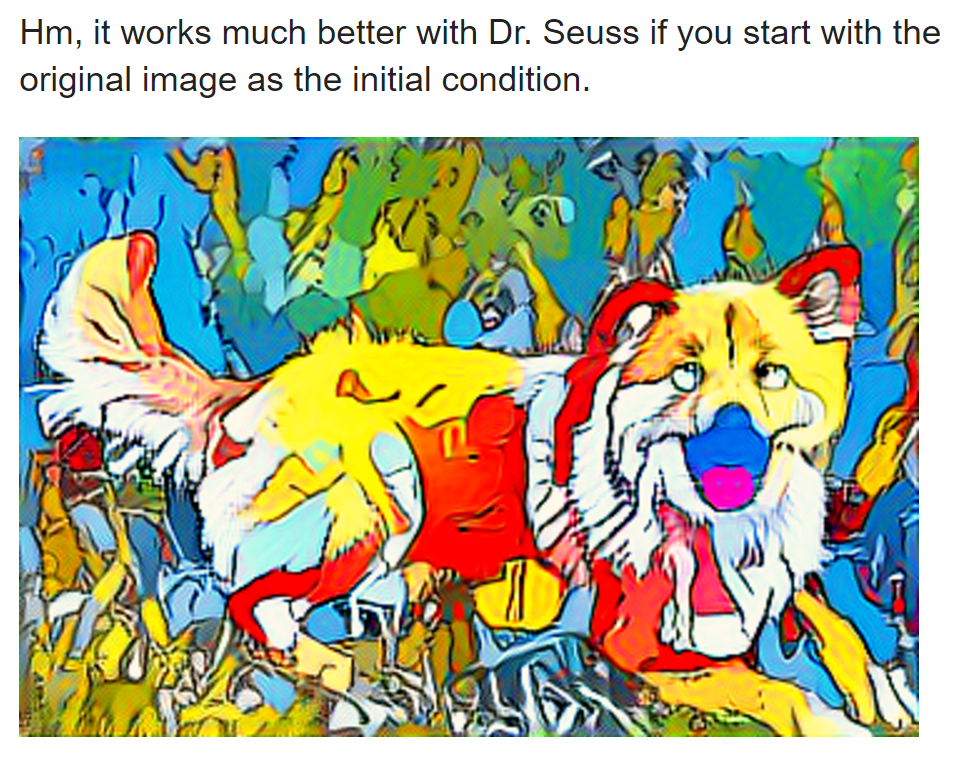 Hm, it works much better with Dr. Seuss if you start with the
original image as the initial condition.